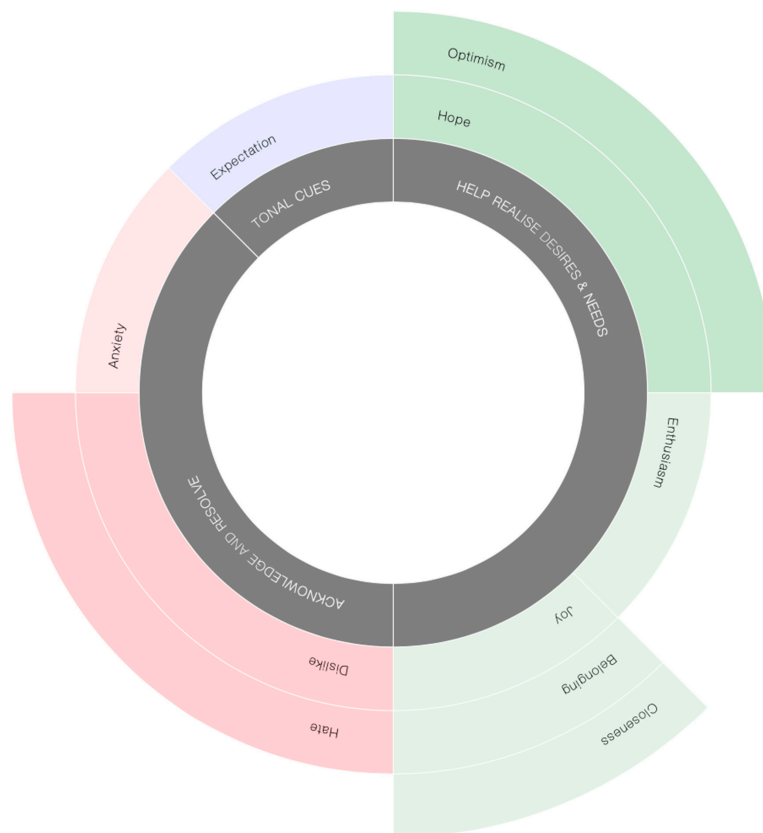 Optimism
Hope
HELP REALISE DESIRES & NEEDS
Enthusiasm
Joy
Belonging
Closeness
Dislike
Hate
ACKNOWLEDGE AND RESOLVE
Anxiety
Expectation
TONAL CUES